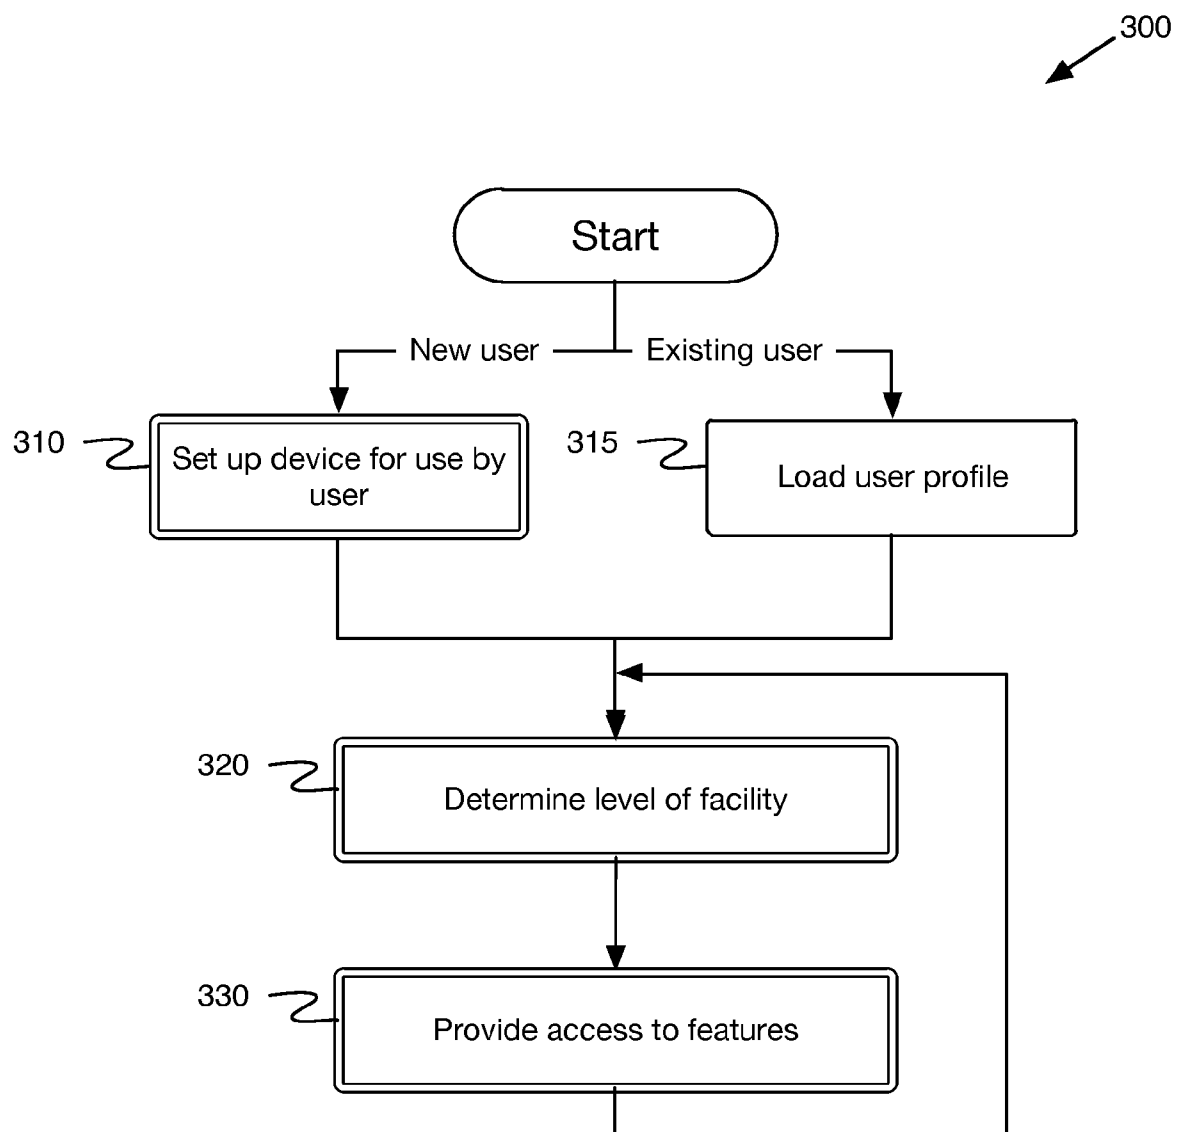 300
Start
New user
Existing user
310
Set up device for use by
user
315
Load user profile
320
Determine level of facility
330
Provide access to features